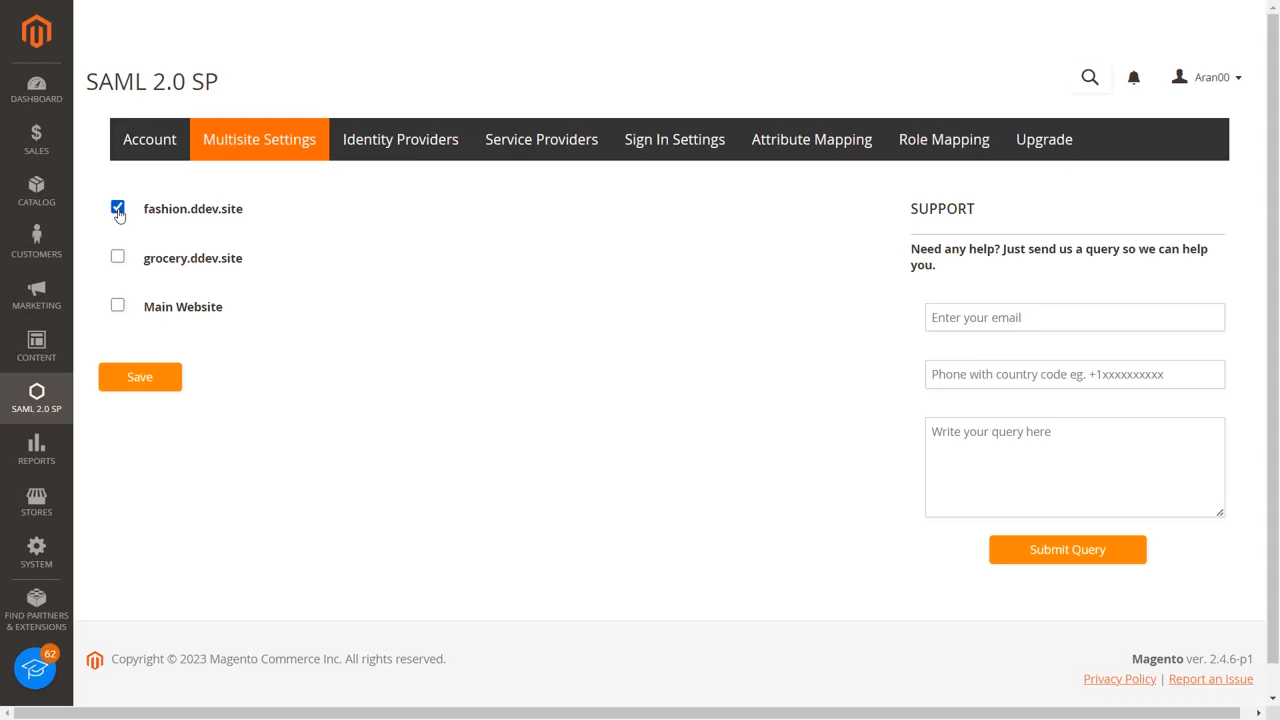 SAML 2.0 SP
Aran00
Account
Multisite Settings
Identity Providers
Service Providers
Sign In Settings
Attribute Mapping
Role Mapping
Upgrade
DASHBOARD
SALES
CATALOG
CUSTOMERS
MARKETING
CONTENT
SAML 2.0 SP
REPORTS
STORES
SYSTEM
FIND PARTNERS
& EXTENSIONS
62
fashion.ddev.site
grocery.ddev.site
Main Website
Save
SUPPORT
Need any help? Just send us a query so we can help
you.
Enter your email
Phone with country code eg. +1xxxxxxxxxx
Write your query here
Submit Query
Copyright © 2023 Magento Commerce Inc. All rights reserved.
Magento ver. 2.4.6-p1
Privacy Policy | Report an Issue